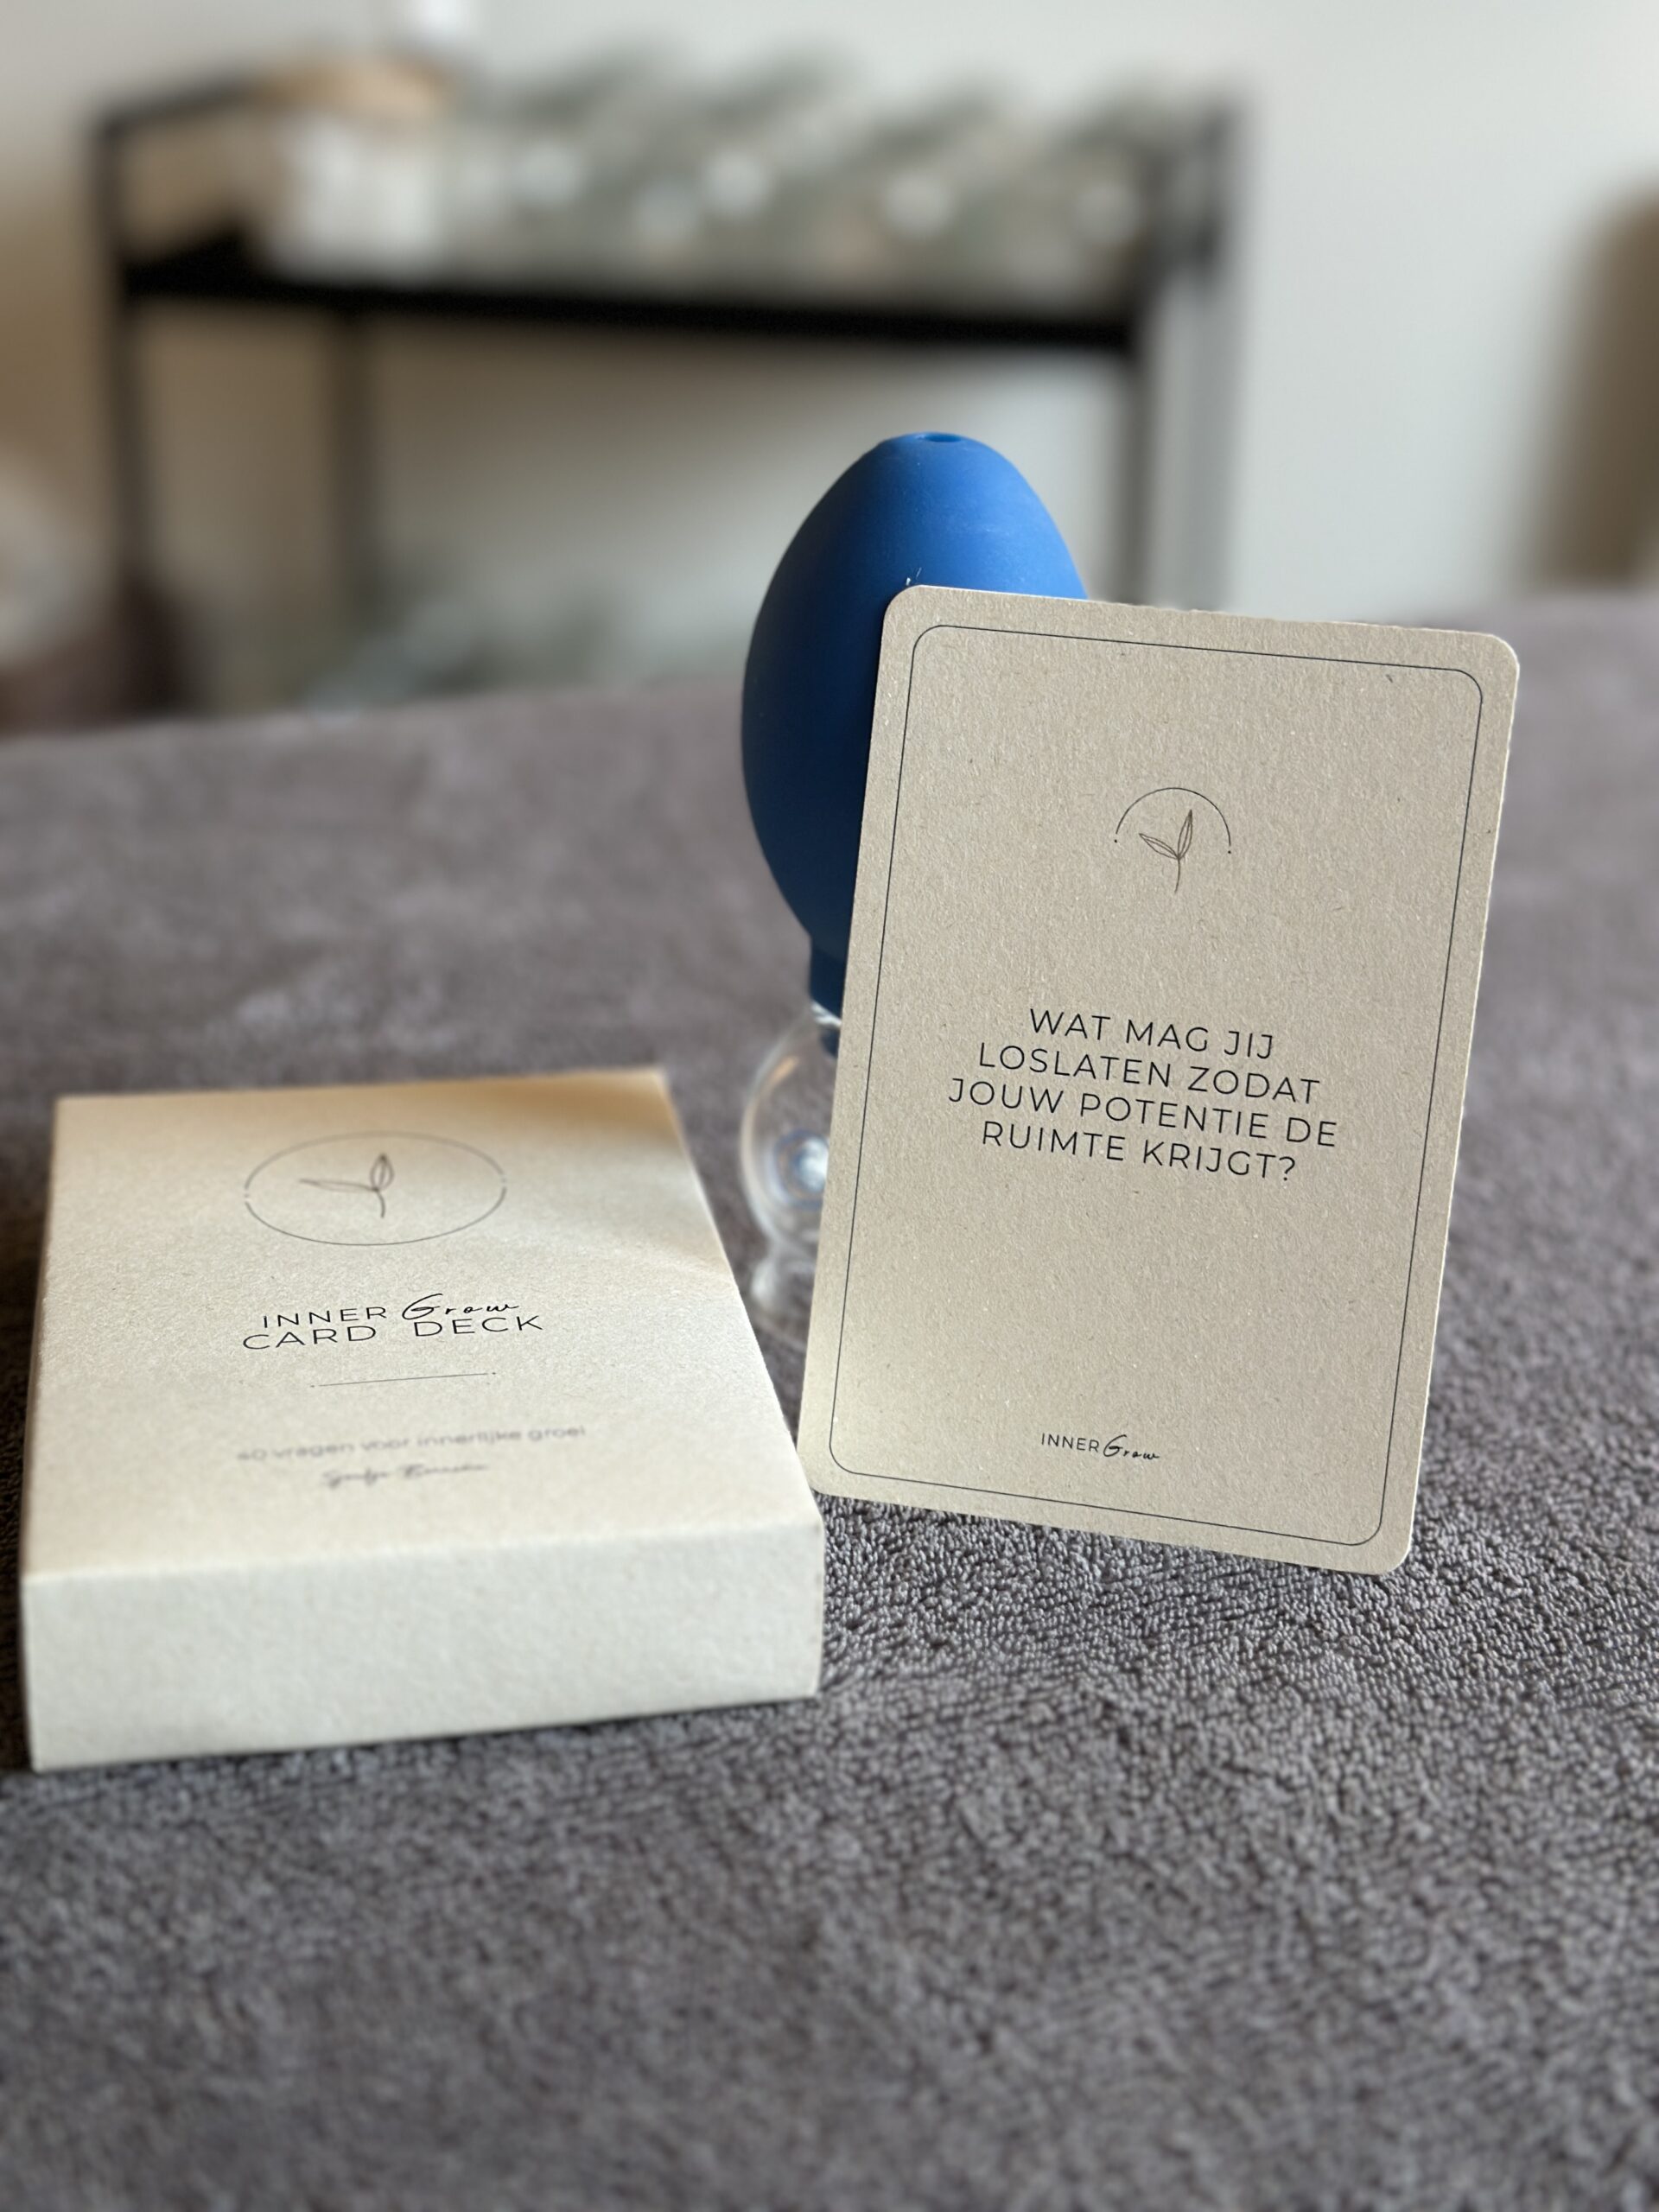 WAT MAG JIJ
LOSLATEN ZODAT
JOUW POTENTIE DE
RUIMTE KRIJGT?
INNER Grow
INNER Grow
CARD DECK
40 vragen voor innerlijke groei